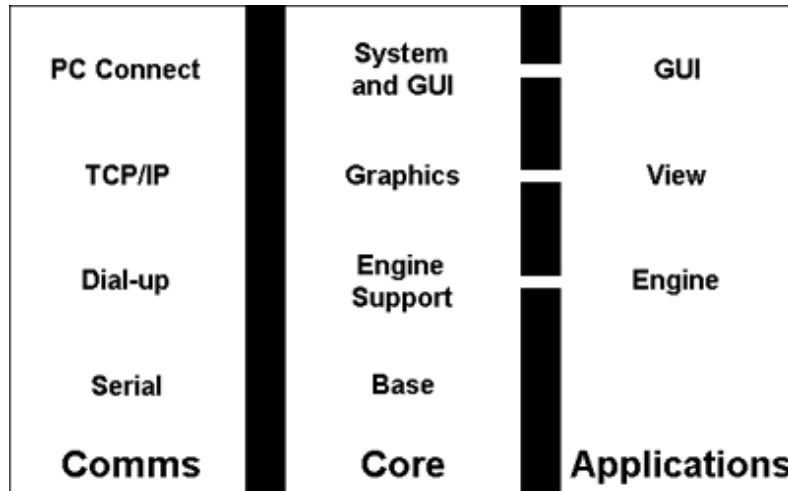 PC Connect
TCP/IP
Dial-up
Serial
Comms
System
and GUI
Graphics
Engine
Support
Base
Core
GUI
View
Engine
Applications